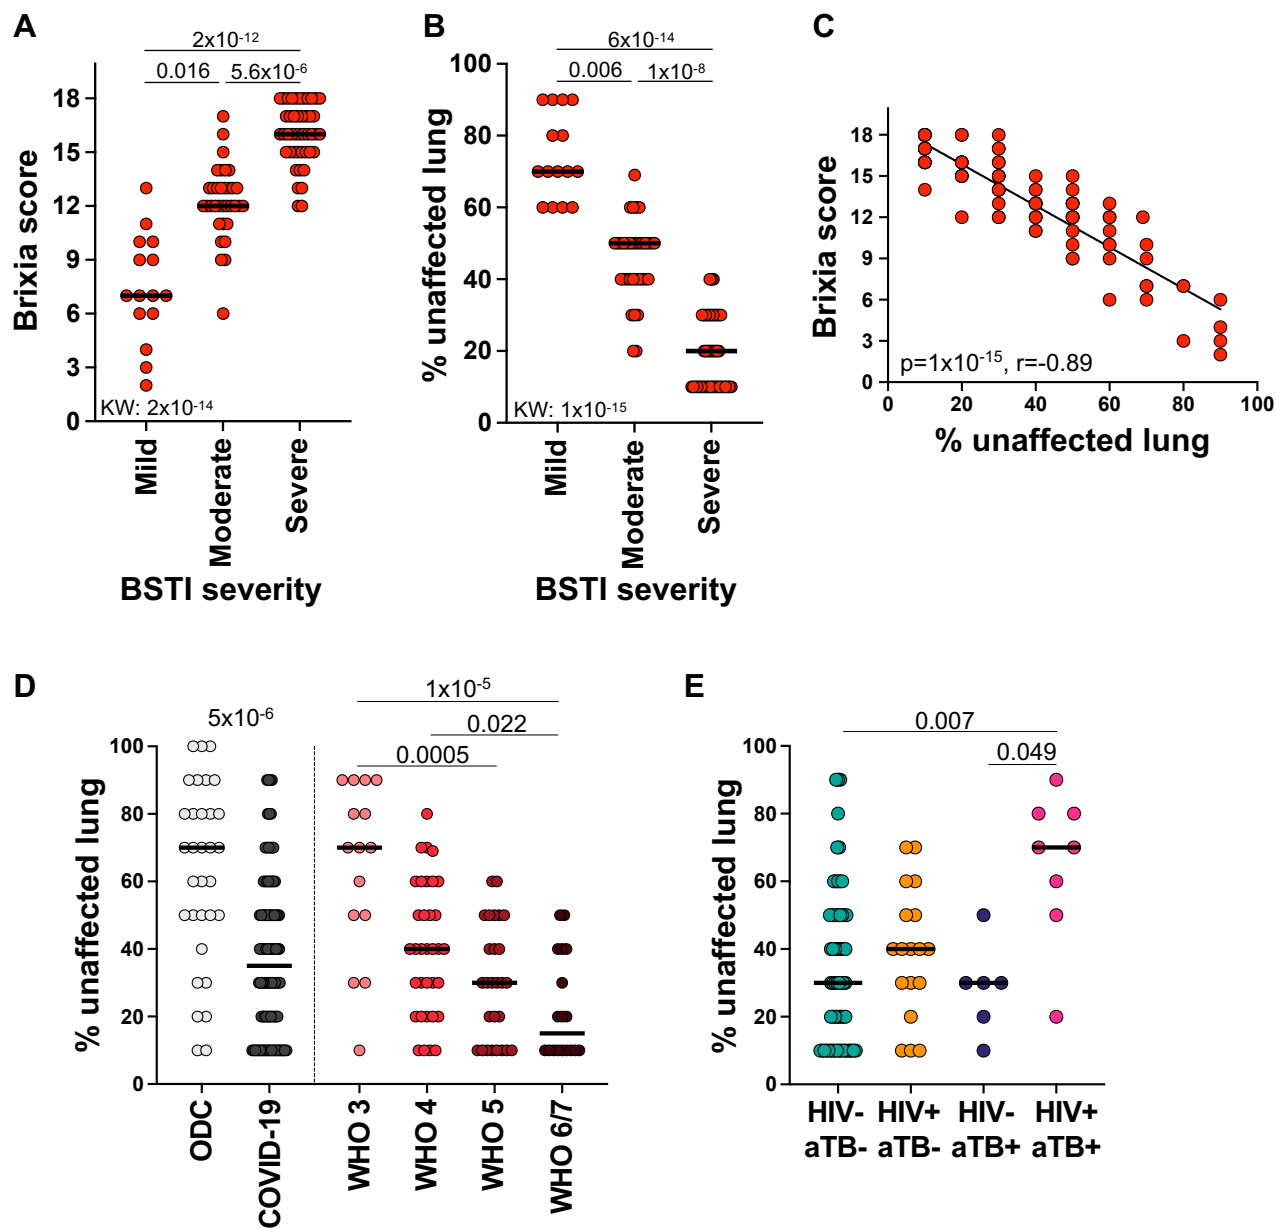 A
2x10-12
0.016
5.6x10-6
18
15
12
9
6
3
0
Brixia score
KW: 2x10-14
Mild
Moderate
Severe
BSTI severity
B
6x10-14
0.006
1x10-8
100
80
60
40
20
0
% unaffected lung
KW: 1x10-15
Mild
Moderate
Severe
BSTI severity
C
18
15
12
9
6
3
0
Brixia score
p=1x10-15, r=-0.89
0
20
40
60
80
100
% unaffected lung
D
5x10-6
1x10-5
0.022
0.0005
100
80
60
40
20
0
% unaffected lung
ODC
COVID-19
WHO 3
WHO 4
WHO 5
WHO 6/7
E
0.007
0.049
100
80
60
40
20
0
% unaffected lung
HIV- HIV+ HIV- HIV+
aTB- aTB- aTB+ aTB+